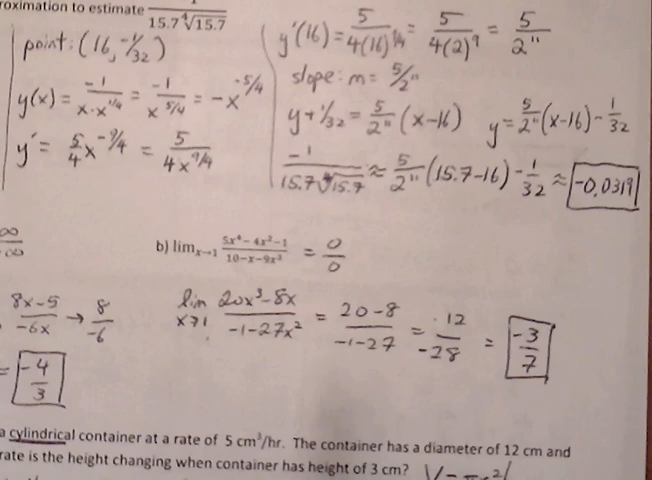 roximation to estimate 1/(15.7 ∜15.7)
point: (16, -1/32)
y(x) = -1/(x·x^(1/4)) = -1/x^(5/4) = -x^(-5/4)
y' = 5/4 x^(-9/4) = 5/(4x^(9/4))
y'(16) = 5/(4(16)^(9/4)) = 5/(4(2)^9) = 5/2^11
slope: m = 5/2^11
y + 1/32 = 5/2^11 (x-16) y = 5/2^11 (x-16) - 1/32
-1/(15.7 ∜15.7) ≈ 5/2^11 (15.7-16) - 1/32 ≈ -0.0319
∞/∞
b) lim x→1 (5x⁴-4x²-1)/(10-x-9x³) = 0/0
(8x-5)/(-6x) → 8/-6
lim x→1 (20x³-8x)/(-1-27x²) = (20-8)/(-1-27) = 12/-28 = -3/7
= -4/3
a cylindrical container at a rate of 5 cm³/hr. The container has a diameter of 12 cm and
rate is the height changing when container has height of 3 cm?